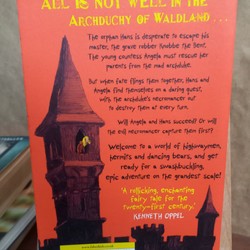 ALL IS NOT WELL IN THE
ARCHDUCHY OF WALDLAND ...
The orphan Hans is desperate to escape his
master, the grave robber Knobbe the Bent.
The young countess Angela must rescue her
parents from the mad archduke.
But when fate flings them together, Hans and
Angela find themselves on a daring quest,
with the archduke's necromancer out
to destroy them at every turn.
Will Angela and Hans succeed? Or will
the evil necromancer capture them first?
Welcome to a world of highwaymen,
hermits and dancing bears, and get
ready for a swashbuckling,
epic adventure on the grandest scale!
'A rollicking, enchanting
fairy tale for the
twenty-first century.'
KENNETH OPPEL